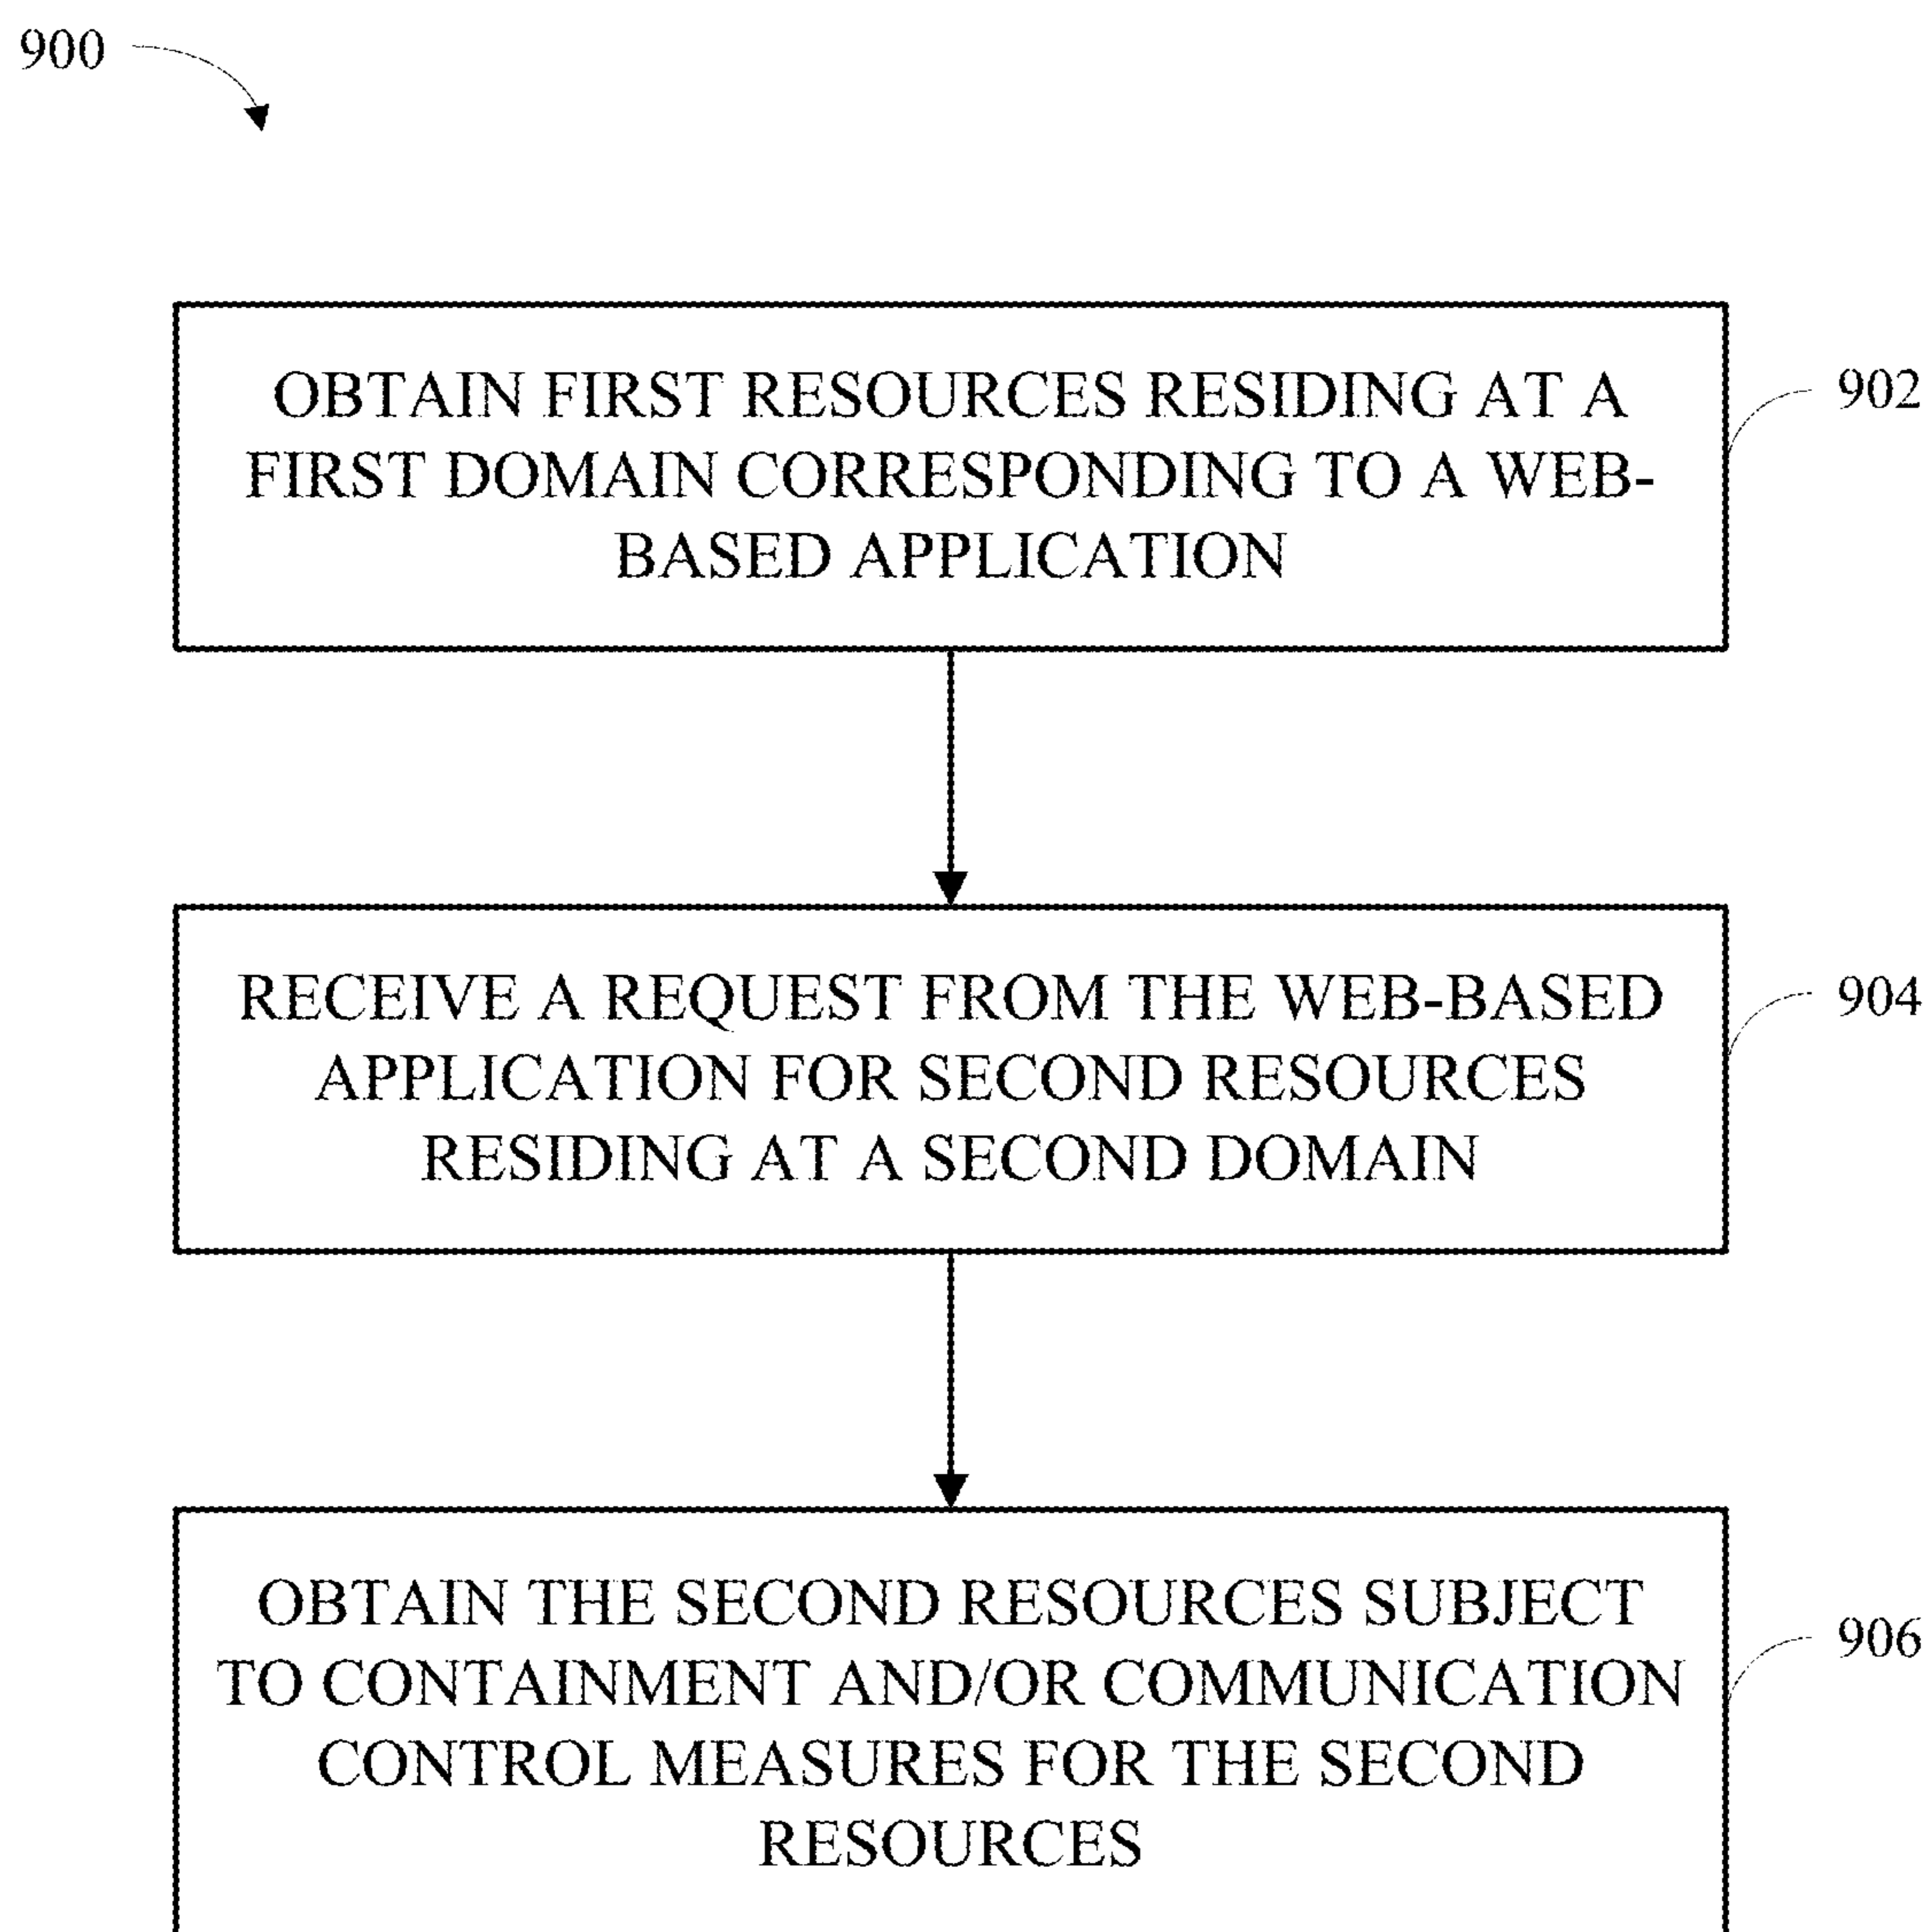 900
OBTAIN FIRST RESOURCES RESIDING AT A
FIRST DOMAIN CORRESPONDING TO A WEB-
BASED APPLICATION
902
RECEIVE A REQUEST FROM THE WEB-BASED
APPLICATION FOR SECOND RESOURCES
RESIDING AT A SECOND DOMAIN
904
OBTAIN THE SECOND RESOURCES SUBJECT
TO CONTAINMENT AND/OR COMMUNICATION
CONTROL MEASURES FOR THE SECOND
RESOURCES
906